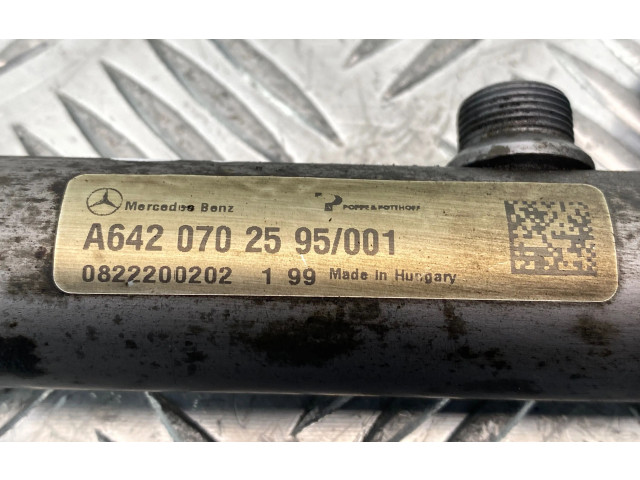 Mercedes Benz POPPE & POTTHOFF
A642 070 25 95/001
0822200202 1 99 Made in Hungary